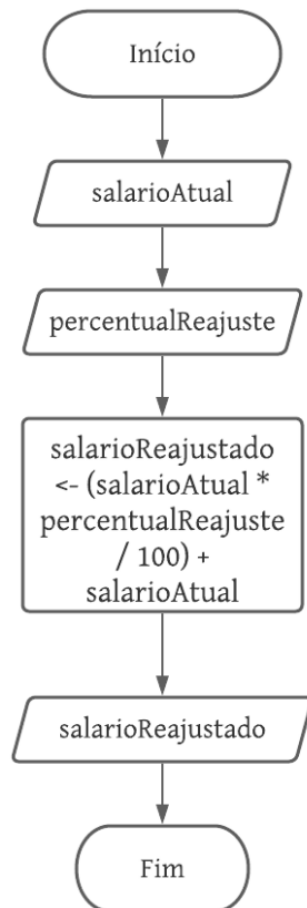 Início
salarioAtual
percentualReajuste
salarioReajustado
<- (salarioAtual *
percentualReajuste
/ 100) +
salarioAtual
salarioReajustado
Fim